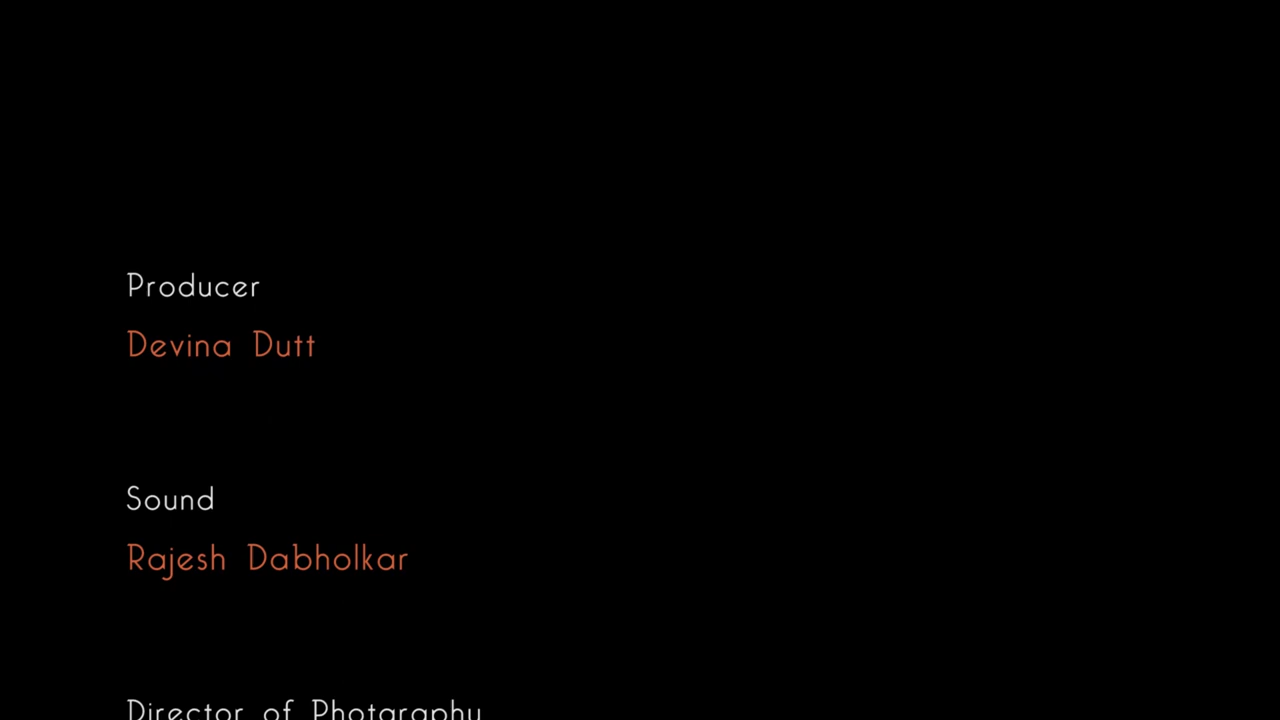 Producer
Devina Dutt
Sound
Rajesh Dabholkar
Director of Photography